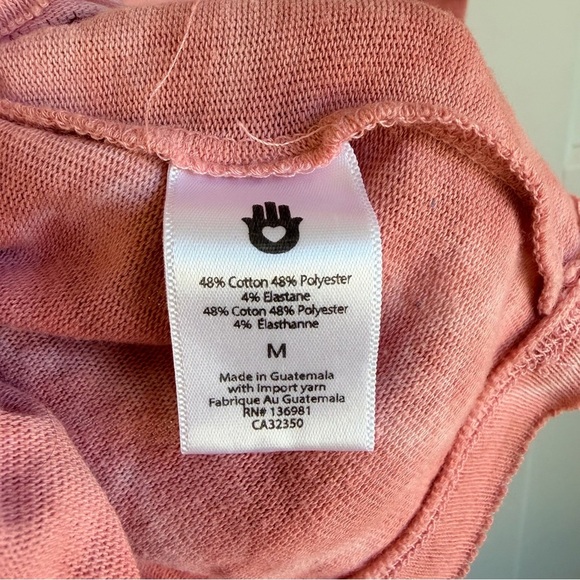 48% Cotton 48% Polyester
4% Elastane
48% Coton 48% Polyester
4% Élasthanne
M
Made in Guatemala
with Import yarn
Fabrique Au Guatemala
RN# 136981
CA32350